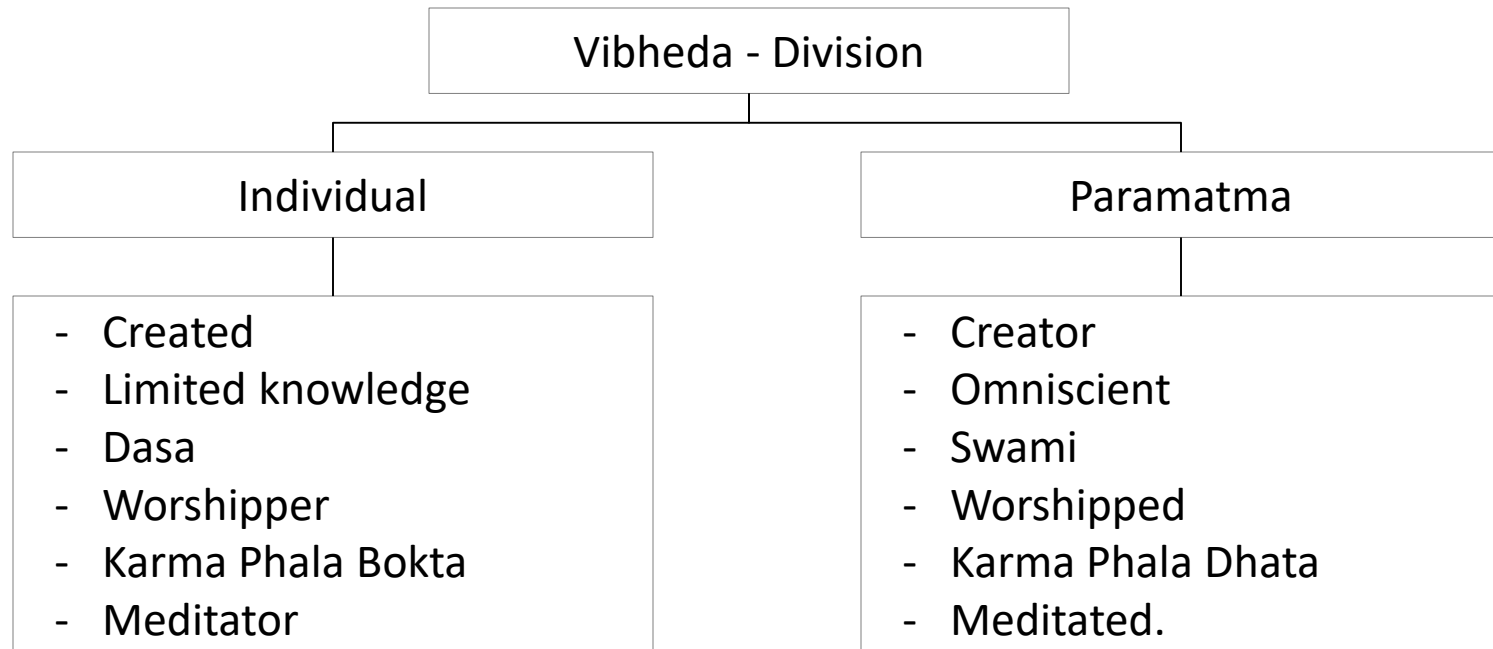 Vibheda - Division
Individual
- Created
- Limited knowledge
- Dasa
- Worshipper
- Karma Phala Bokta
- Meditator
Paramatma
- Creator
- Omniscient
- Swami
- Worshipped
- Karma Phala Dhata
- Meditated.